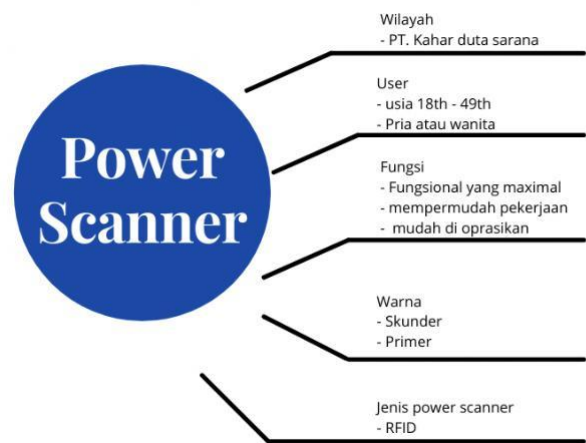 Power
Scanner
Wilayah
- PT. Kahar duta sarana
User
- usia 18th - 49th
- Pria atau wanita
Fungsi
- Fungsional yang maximal
- mempermudah pekerjaan
- mudah di oprasikan
Warna
- Skunder
- Primer
Jenis power scanner
- RFID